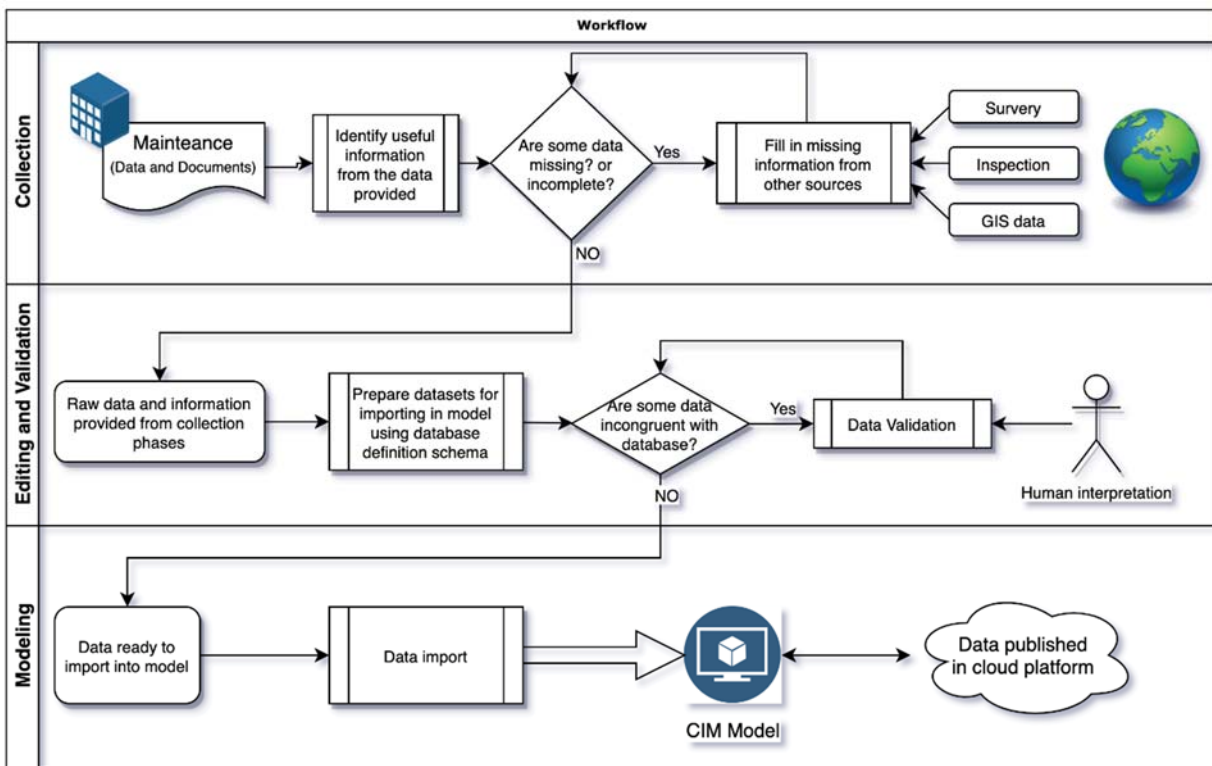 Workflow
Collection
Mainteance
(Data and Documents)
Identify useful
information
from the data
provided
Are some data
missing? or
incomplete?
Yes
NO
Fill in missing
information from
other sources
Survery
Inspection
GIS data
Editing and Validation
Raw data and information
provided from collection
phases
Prepare datasets for
importing in model
using database
definition schema
Are some data
incongruent with
database?
Yes
NO
Data Validation
Human interpretation
Modeling
Data ready to
import into model
Data import
CIM Model
Data published
in cloud platform